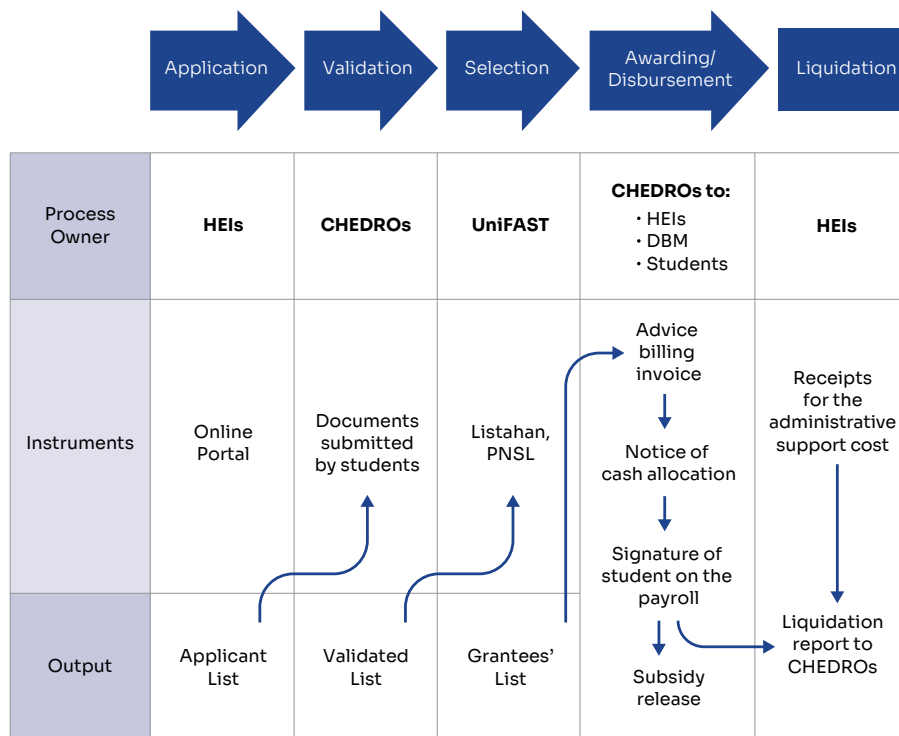 Application
Validation
Selection
Awarding/
Disbursement
Liquidation
Process
Owner
HEIs
CHEDROs
UniFAST
CHEDROs to:
• HEIs
• DBM
• Students
HEIs
Instruments
Online
Portal
Documents
submitted
by students
Listahan,
PNSL
Advice
billing
invoice
Notice of
cash allocation
Signature of
student on the
payroll
Receipts
for the
administrative
support cost
Output
Applicant
List
Validated
List
Grantees’
List
Subsidy
release
Liquidation
report to
CHEDROs